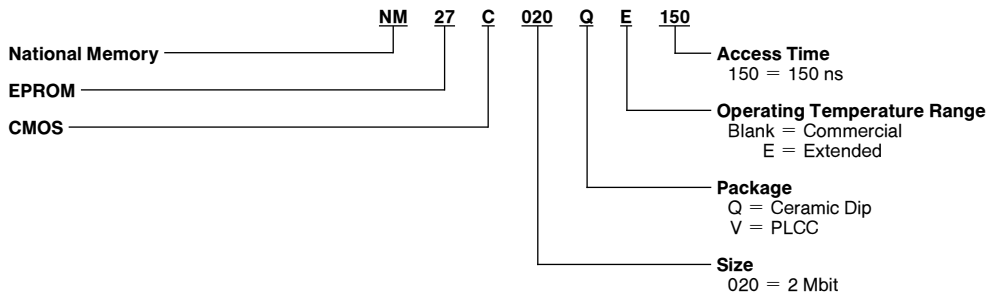 NM 27 C 020 Q E 150
National Memory
EPROM
CMOS
Access Time
150 = 150 ns
Operating Temperature Range
Blank = Commercial
E = Extended
Package
Q = Ceramic Dip
V = PLCC
Size
020 = 2 Mbit